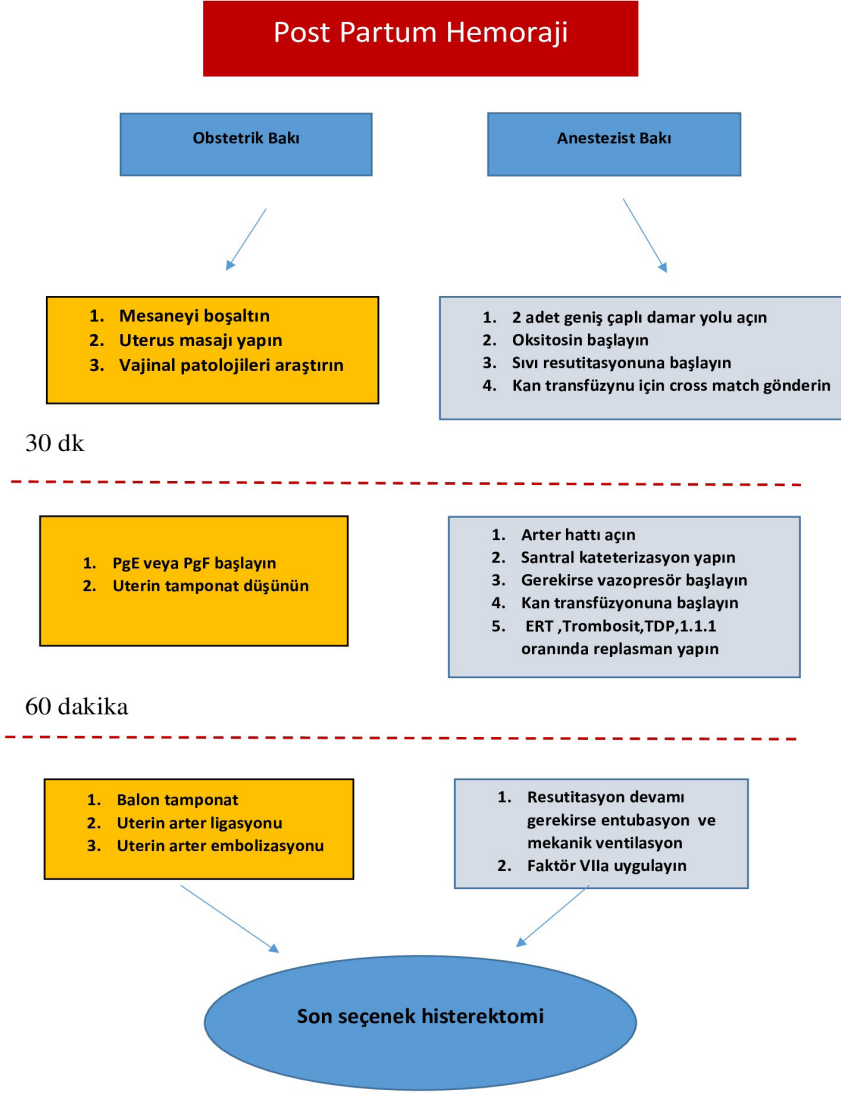 Post Partum Hemoraji
Obstetrik Bakı
Anestezist Bakı
1. Mesaneyi boşaltın
2. Uterus masajı yapın
3. Vajinal patolojileri araştırın
1. 2 adet geniş çaplı damar yolu açın
2. Oksitosin başlayın
3. Sıvı resutitasyonuna başlayın
4. Kan transfüzynu için cross match gönderin
30 dk
1. PgE veya PgF başlayın
2. Uterin tamponat düşünün
1. Arter hattı açın
2. Santral kateterizasyon yapın
3. Gerekirse vazopresör başlayın
4. Kan transfüzyonuna başlayın
5. ERT ,Trombosit,TDP,1.1.1
oranında replasman yapın
60 dakika
1. Balon tamponat
2. Uterin arter ligasyonu
3. Uterin arter embolizasyonu
1. Resutitasyon devamı
gerekirse entubasyon ve
mekanik ventilasyon
2. Faktör VIIa uygulayın
Son seçenek histerektomi